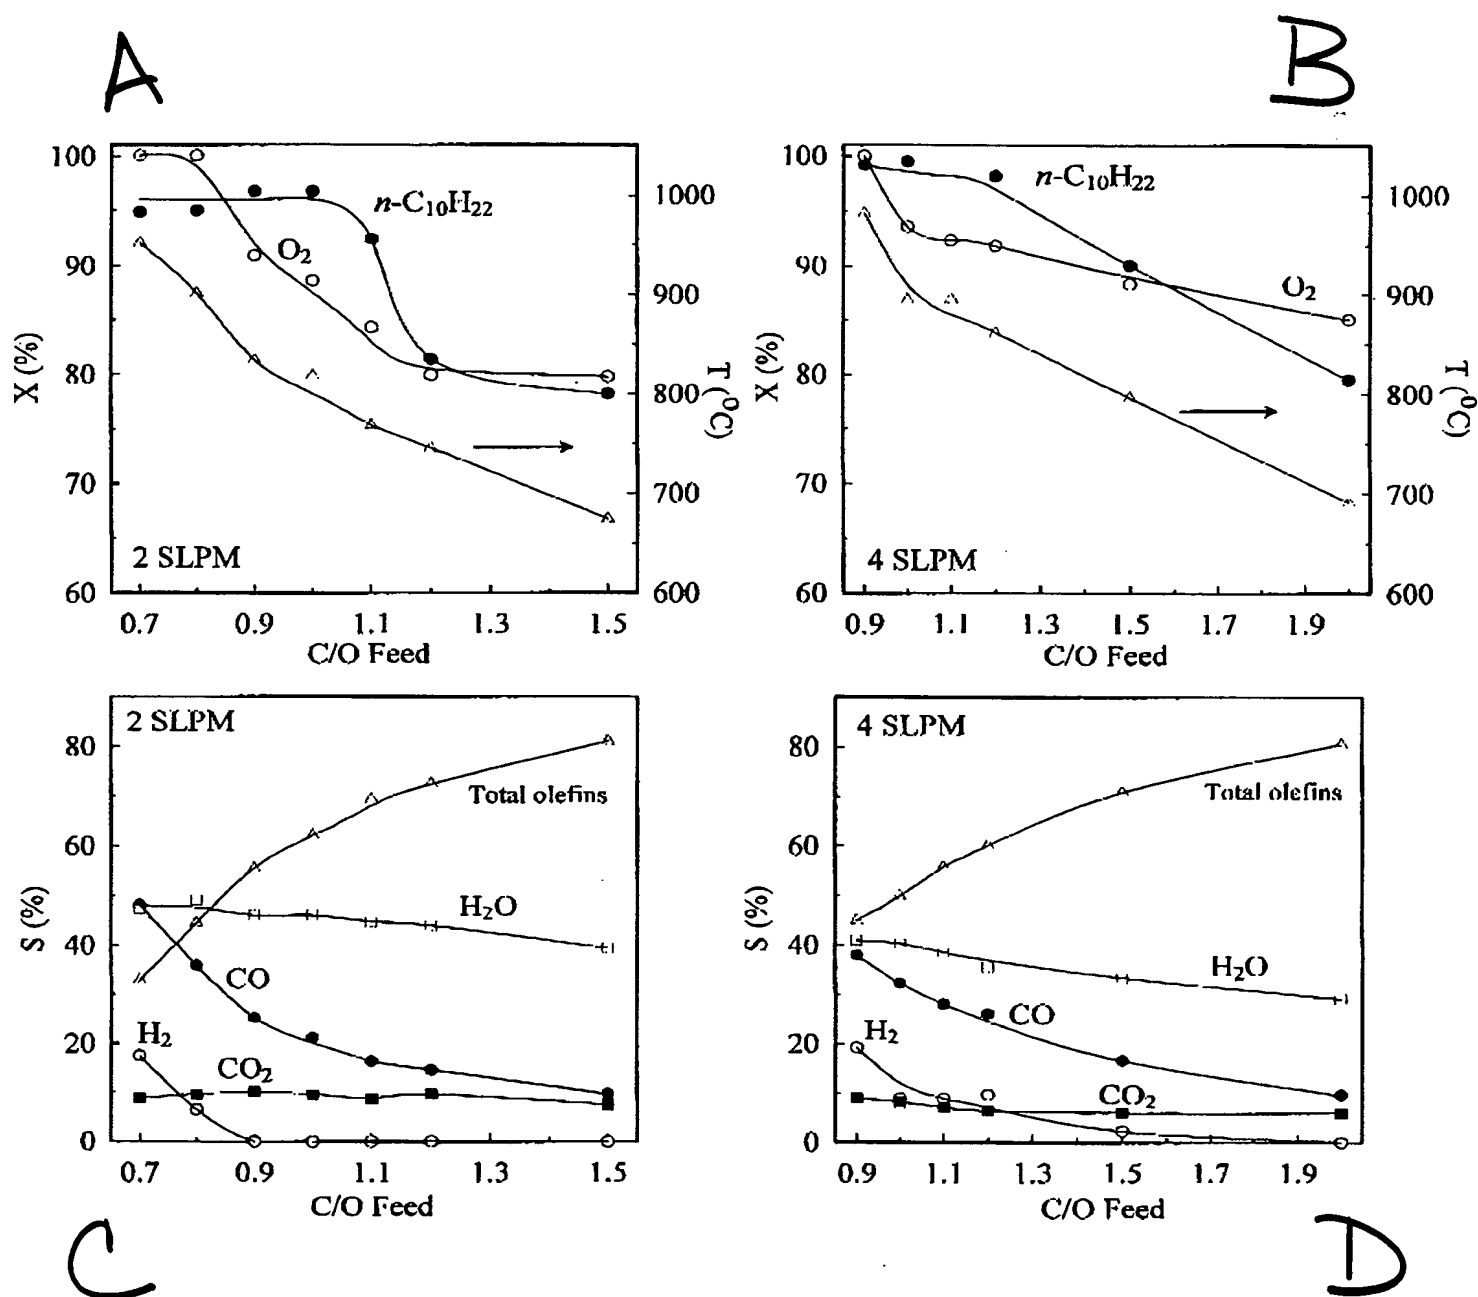 A
B
100
90
80
70
60
X (%)
n-C₁₀H₂₂
O₂
2 SLPM
1000
900
800
700
600
T (⁰C)
0.7 0.9 1.1 1.3 1.5
C/O Feed
100
90
80
70
60
X (%)
n-C₁₀H₂₂
O₂
4 SLPM
1000
900
800
700
600
T (⁰C)
0.9 1.1 1.3 1.5 1.7 1.9
C/O Feed
2 SLPM
80
60
40
20
0
S (%)
Total olefins
H₂O
CO
H₂
CO₂
0.7 0.9 1.1 1.3 1.5
C/O Feed
4 SLPM
80
60
40
20
0
S (%)
Total olefins
H₂O
CO
H₂
CO₂
0.9 1.1 1.3 1.5 1.7 1.9
C/O Feed
C
D